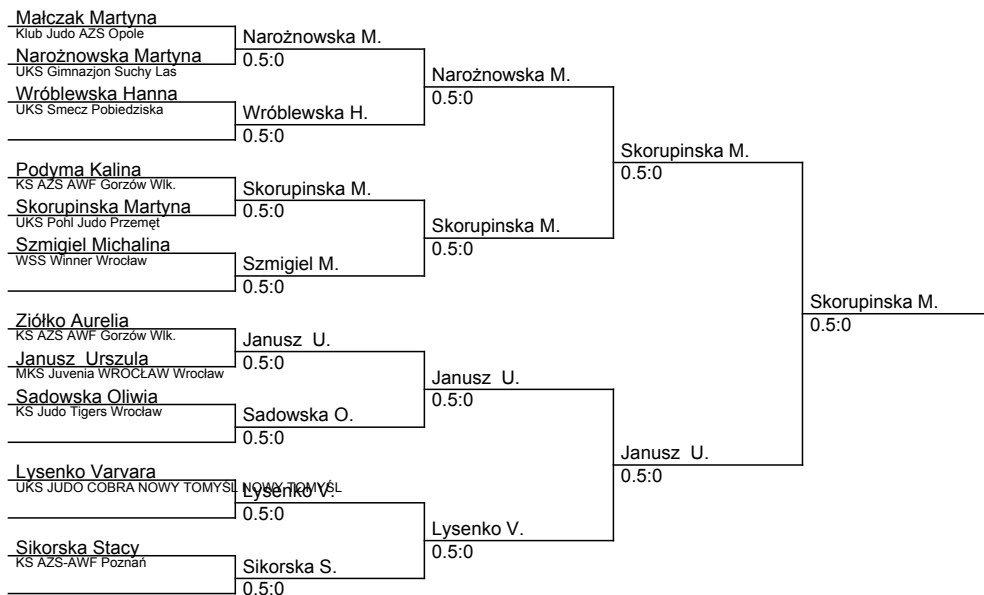 Małczak Martyna
Klub Judo AZS Opole
Narożnowska Martyna
UKS Gimnazjon Suchy Las
Wróblewska Hanna
UKS Smecz Pobiedziska
Podyma Kalina
KS AZS AWF Gorzów Wlk.
Skorupinska Martyna
UKS Pohl Judo Przemęt
Szmigiel Michalina
WSS Winner Wrocław
Ziółko Aurelia
KS AZS AWF Gorzów Wlk.
Janusz  Urszula
MKS Juvenia WROCŁAW Wrocław
Sadowska Oliwia
KS Judo Tigers Wrocław
Lysenko Varvara
UKS JUDO COBRA NOWY TOMYŚL NOWY TOMYŚL
Sikorska Stacy
KS AZS-AWF Poznań
Narożnowska M.
0.5:0
Wróblewska H.
0.5:0
Skorupinska M.
0.5:0
Szmigiel M.
0.5:0
Janusz  U.
0.5:0
Sadowska O.
0.5:0
Lysenko V.
0.5:0
Sikorska S.
0.5:0
Narożnowska M.
0.5:0
Skorupinska M.
0.5:0
Janusz  U.
0.5:0
Lysenko V.
0.5:0
Skorupinska M.
0.5:0
Janusz  U.
0.5:0
Skorupinska M.
0.5:0